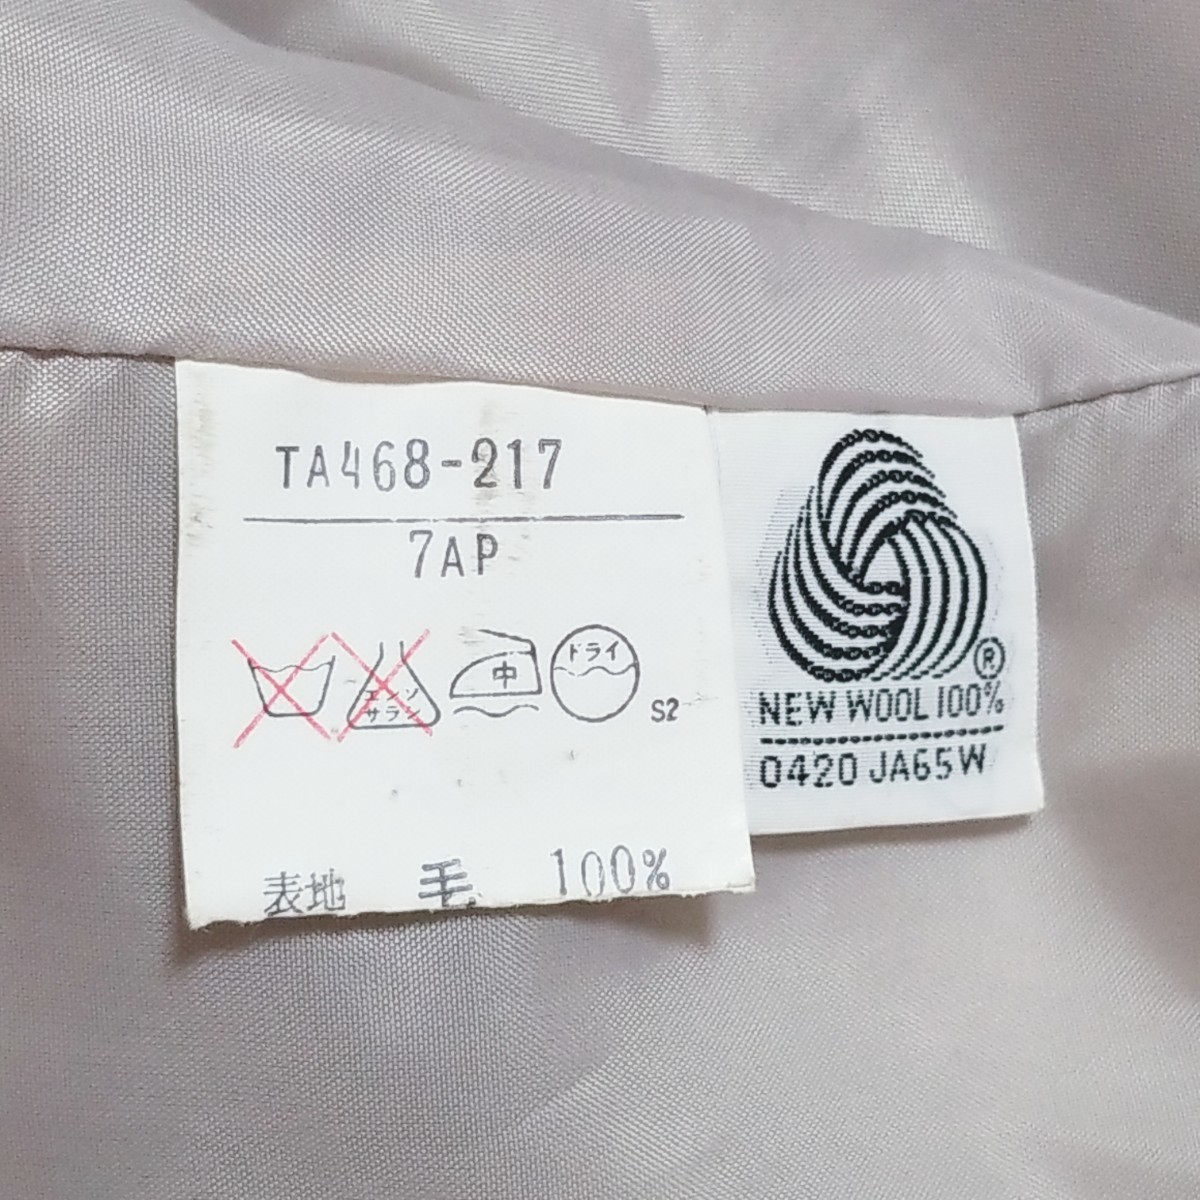 TA468-217
7AP
エンソ
サラシ
中
ドライ
S2
表地 毛 100%
®
NEW WOOL 100%
0420 JA65W